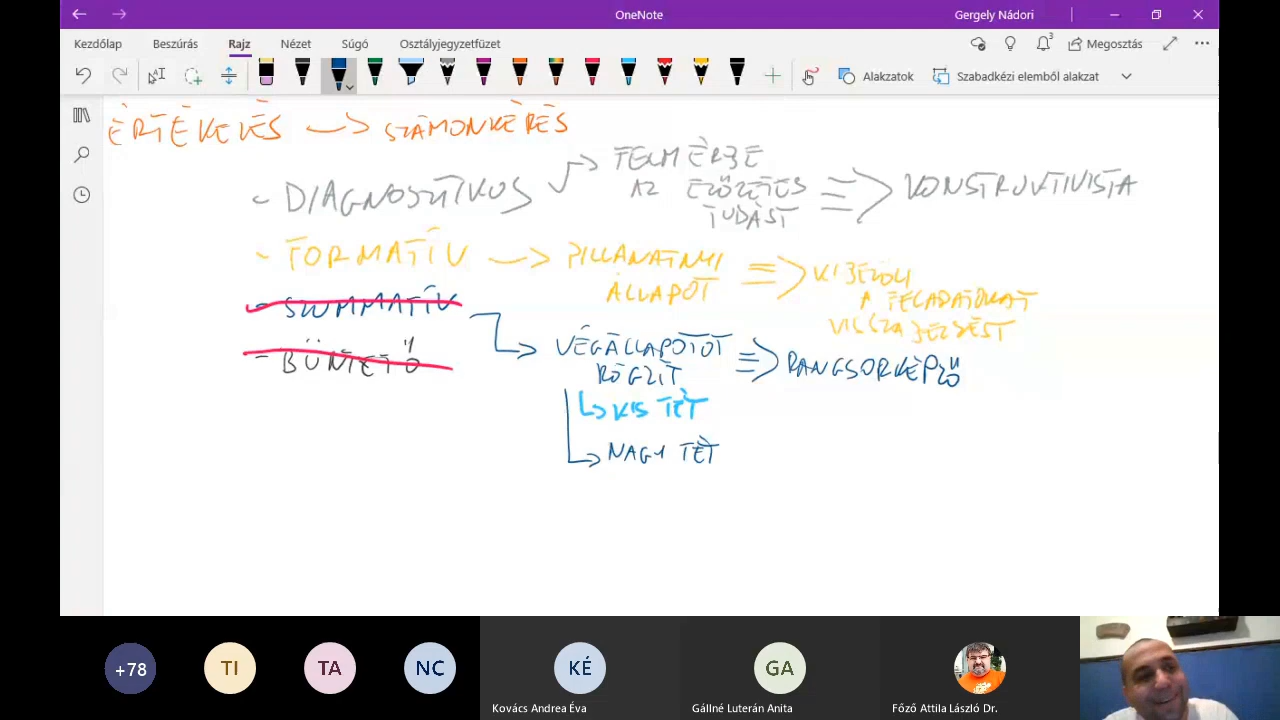 OneNote
Gergely Nádori
Kezdőlap Beszúrás Rajz Nézet Súgó Osztályjegyzetfüzet
3 Megosztás
Alakzatok Szabadkézi elemből alakzat
ÉRTÉKELÉS → SZÁMONKÉRÉS
- DIAGNOSZTIKUS → FELMÉRJE
AZ ELŐZETES
TUDÁST
KONSTRUKTIVISTA
- FORMATÍV → PILLANATNYI
ÁLLAPOT
KIJELÖLI
A FELADATOKAT
VISSZAJELZÉST
- SZUMMATÍV
VÉGÁLLAPOTOT
RÖGZÍT
RANGSORKÉPZŐ
- BÜNTETŐ
KIS TÉT
NAGY TÉT
+78 TI TA NC KÉ GA
Kovács Andrea Éva Gállné Luterán Anita Főző Attila László Dr.